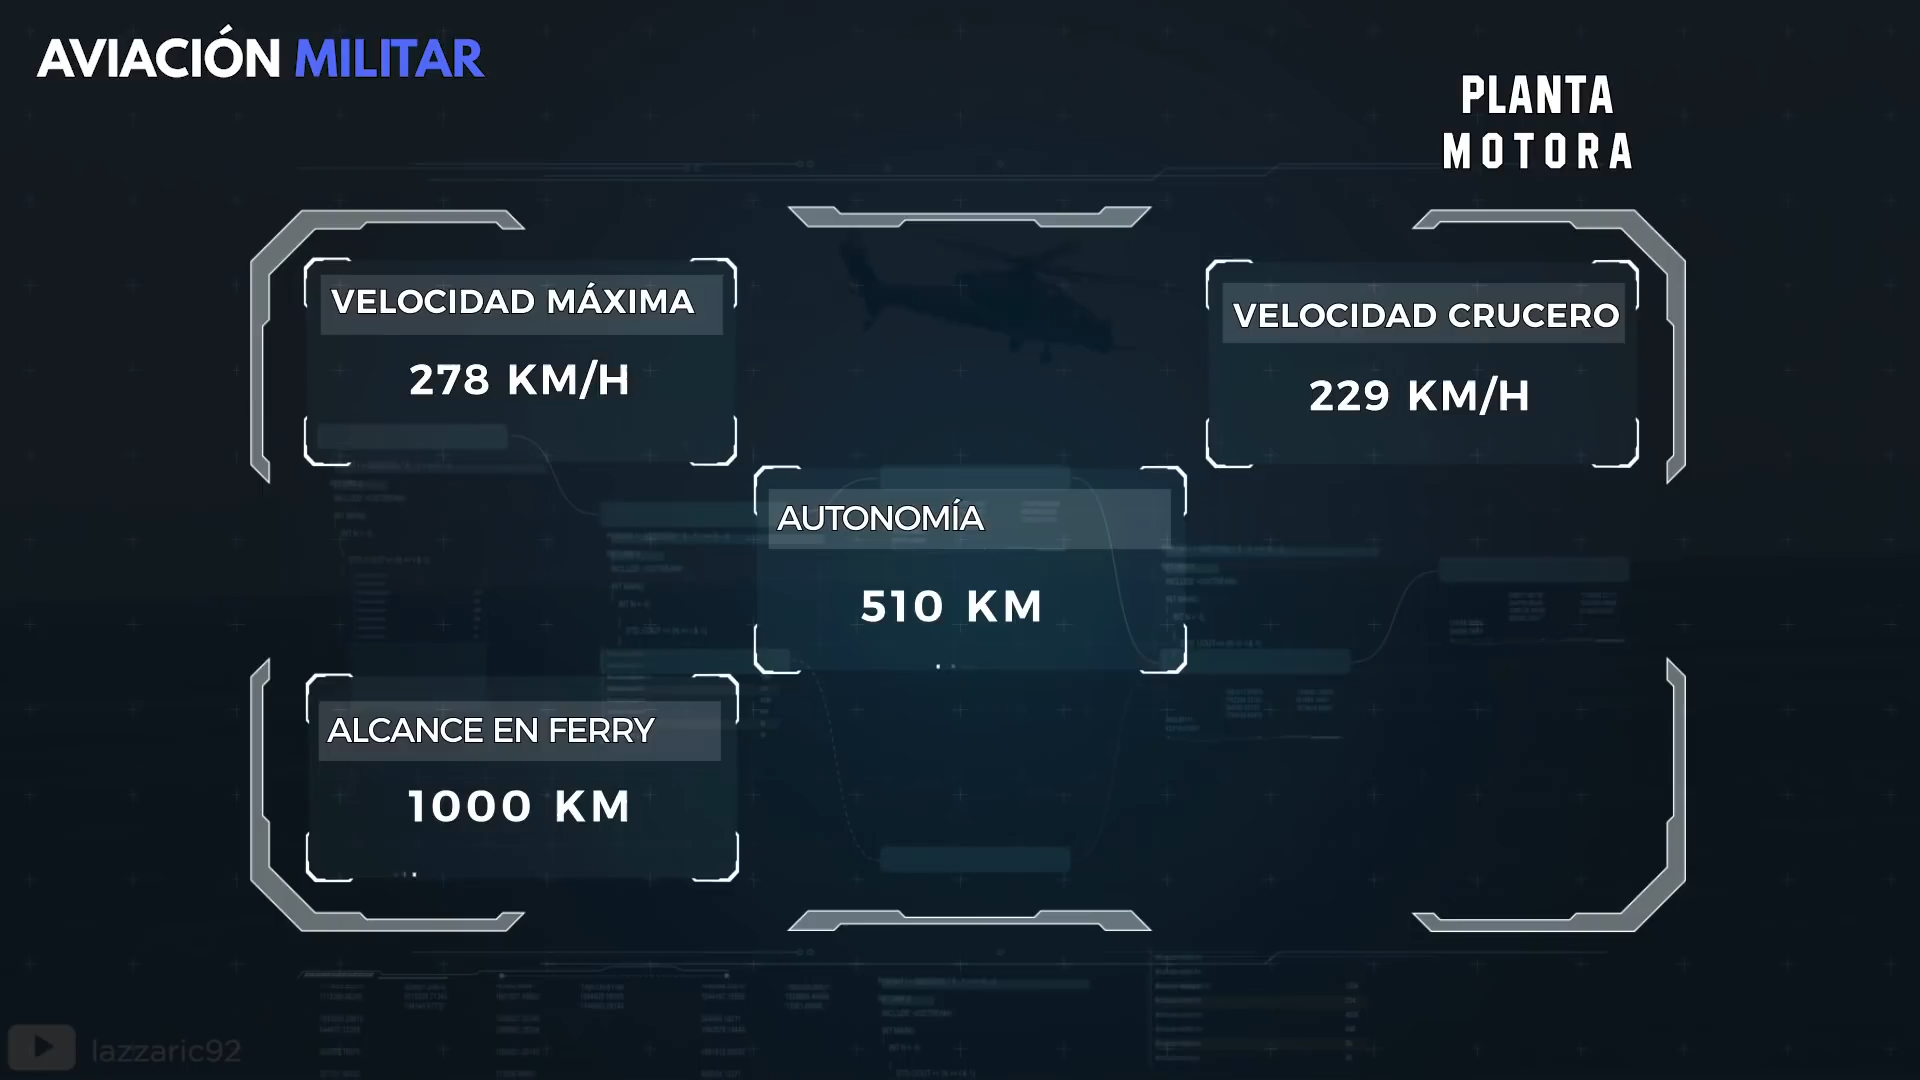 AVIACIÓN MILITAR
PLANTA
MOTORA
VELOCIDAD MÁXIMA
278 KM/H
VELOCIDAD CRUCERO
229 KM/H
AUTONOMÍA
510 KM
ALCANCE EN FERRY
1000 KM
lazzaric92